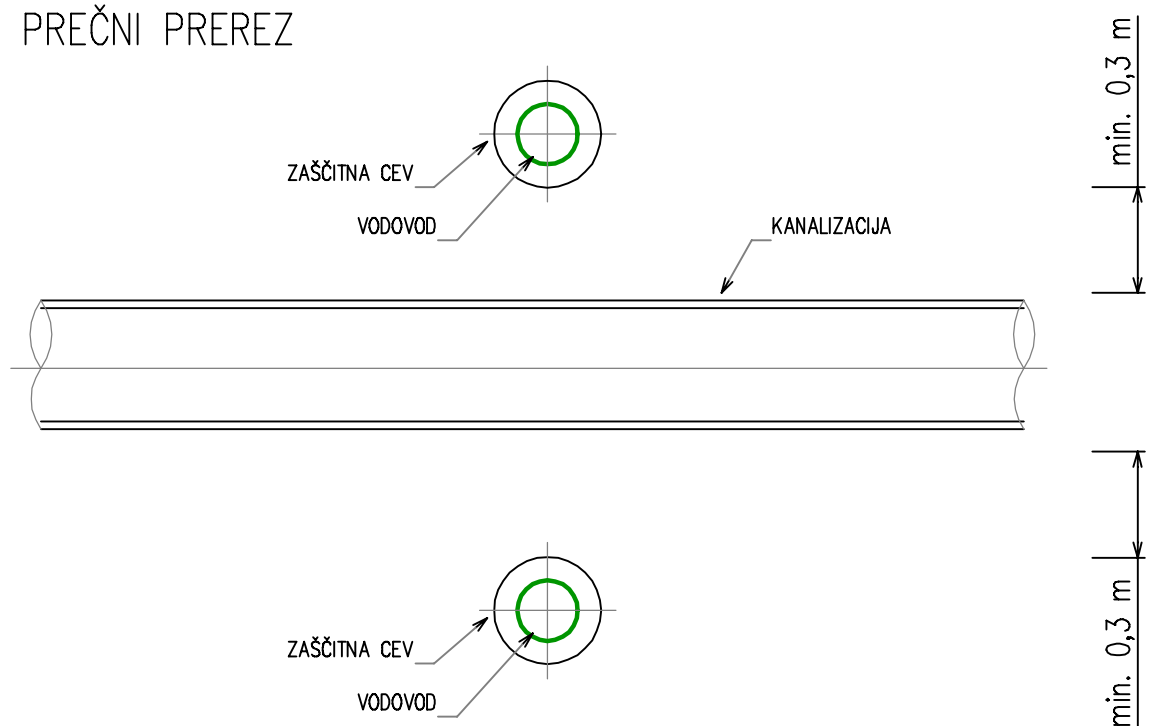 PREČNI PREREZ
min. 0,3 m
ZAŠČITNA CEV
VODOVOD
KANALIZACIJA
ZAŠČITNA CEV
min. 0,3 m
VODOVOD